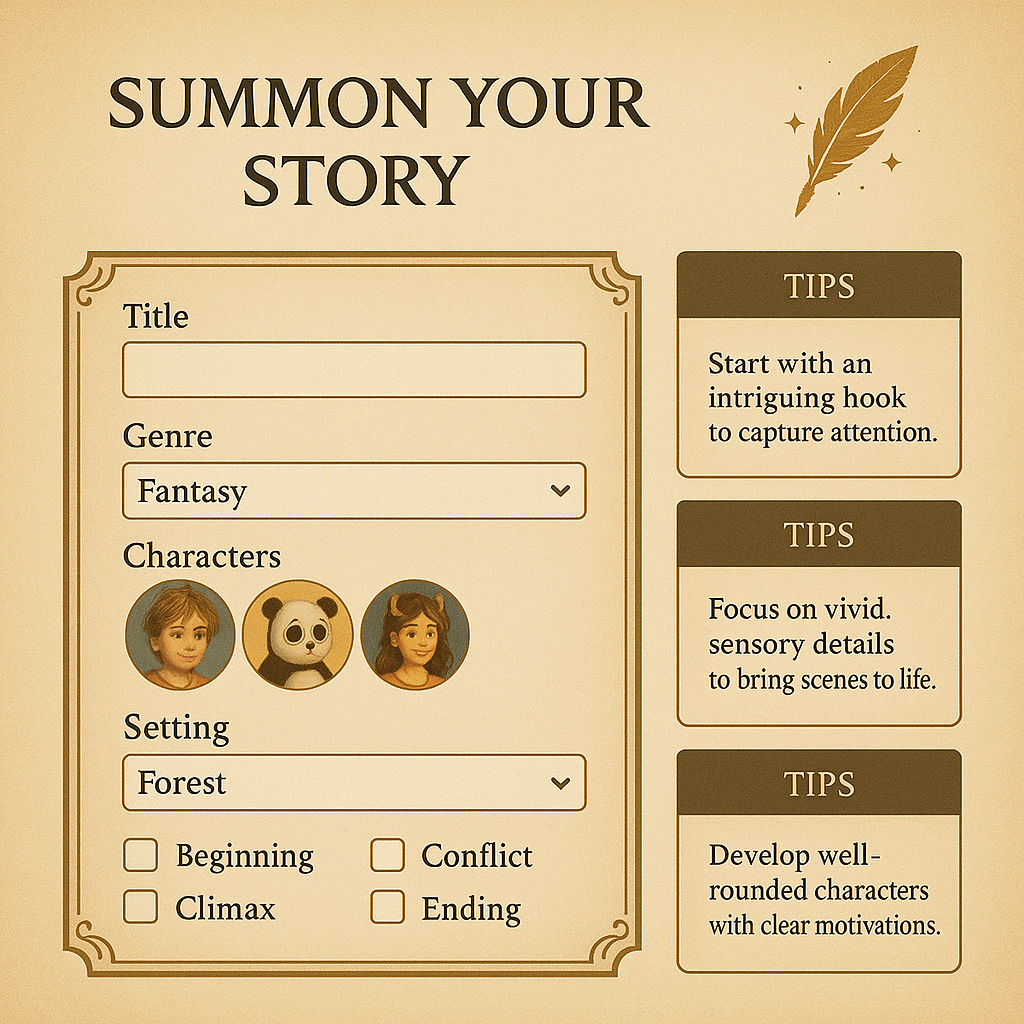 SUMMON YOUR
STORY
Title
Genre
Fantasy
Characters
Setting
Forest
Beginning
Conflict
Climax
Ending
TIPS
Start with an
intriguing hook
to capture attention.
TIPS
Focus on vivid.
sensory details
to bring scenes to life.
TIPS
Develop well-
rounded characters
with clear motivations.